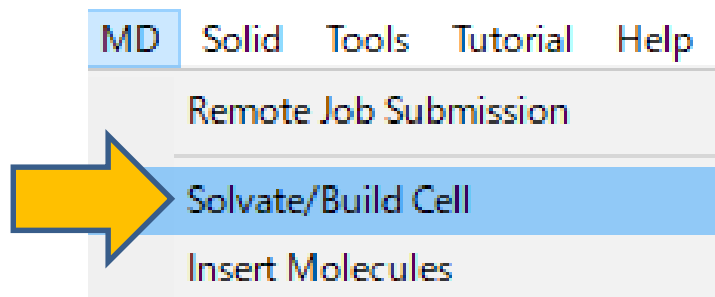 MD Solid Tools Tutorial Help
Remote Job Submission
Solvate/Build Cell
Insert Molecules